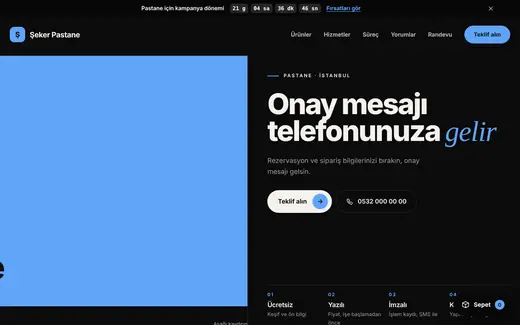 Pastane için kampanya dönemi 21 g 04 sa 36 dk 46 sn Fırsatları gör
Ş Şeker Pastane Ürünler Hizmetler Süreç Yorumlar Randevu Teklif alın
PASTANE · İSTANBUL
Onay mesajı
telefonunuza gelir
Rezervasyon ve sipariş bilgilerinizi bırakın, onay
mesajı gelsin.
Teklif alın → 0532 000 00 00
e
01 02 03 04
Ücretsiz Yazılı İmzalı K Sepet 0
Keşif ve ön bilgi Fiyat, işe başlamadan İşlem kaydı, SMS ile
önce